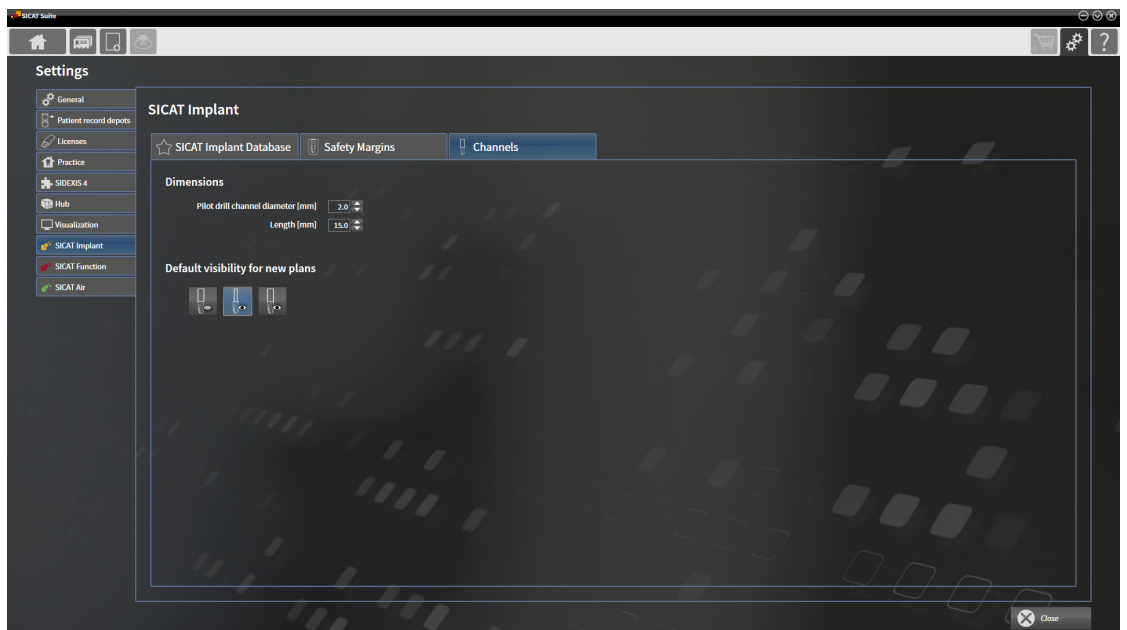 SICAT Suite
?
Settings
General
Patient record depots
Licenses
Practice
SIDEXIS 4
Hub
Visualization
SICAT Implant
SICAT Function
SICAT Air
SICAT Implant
SICAT Implant Database
Safety Margins
Channels
Dimensions
Pilot drill channel diameter [mm] 2.0
Length [mm] 15.0
Default visibility for new plans
Close